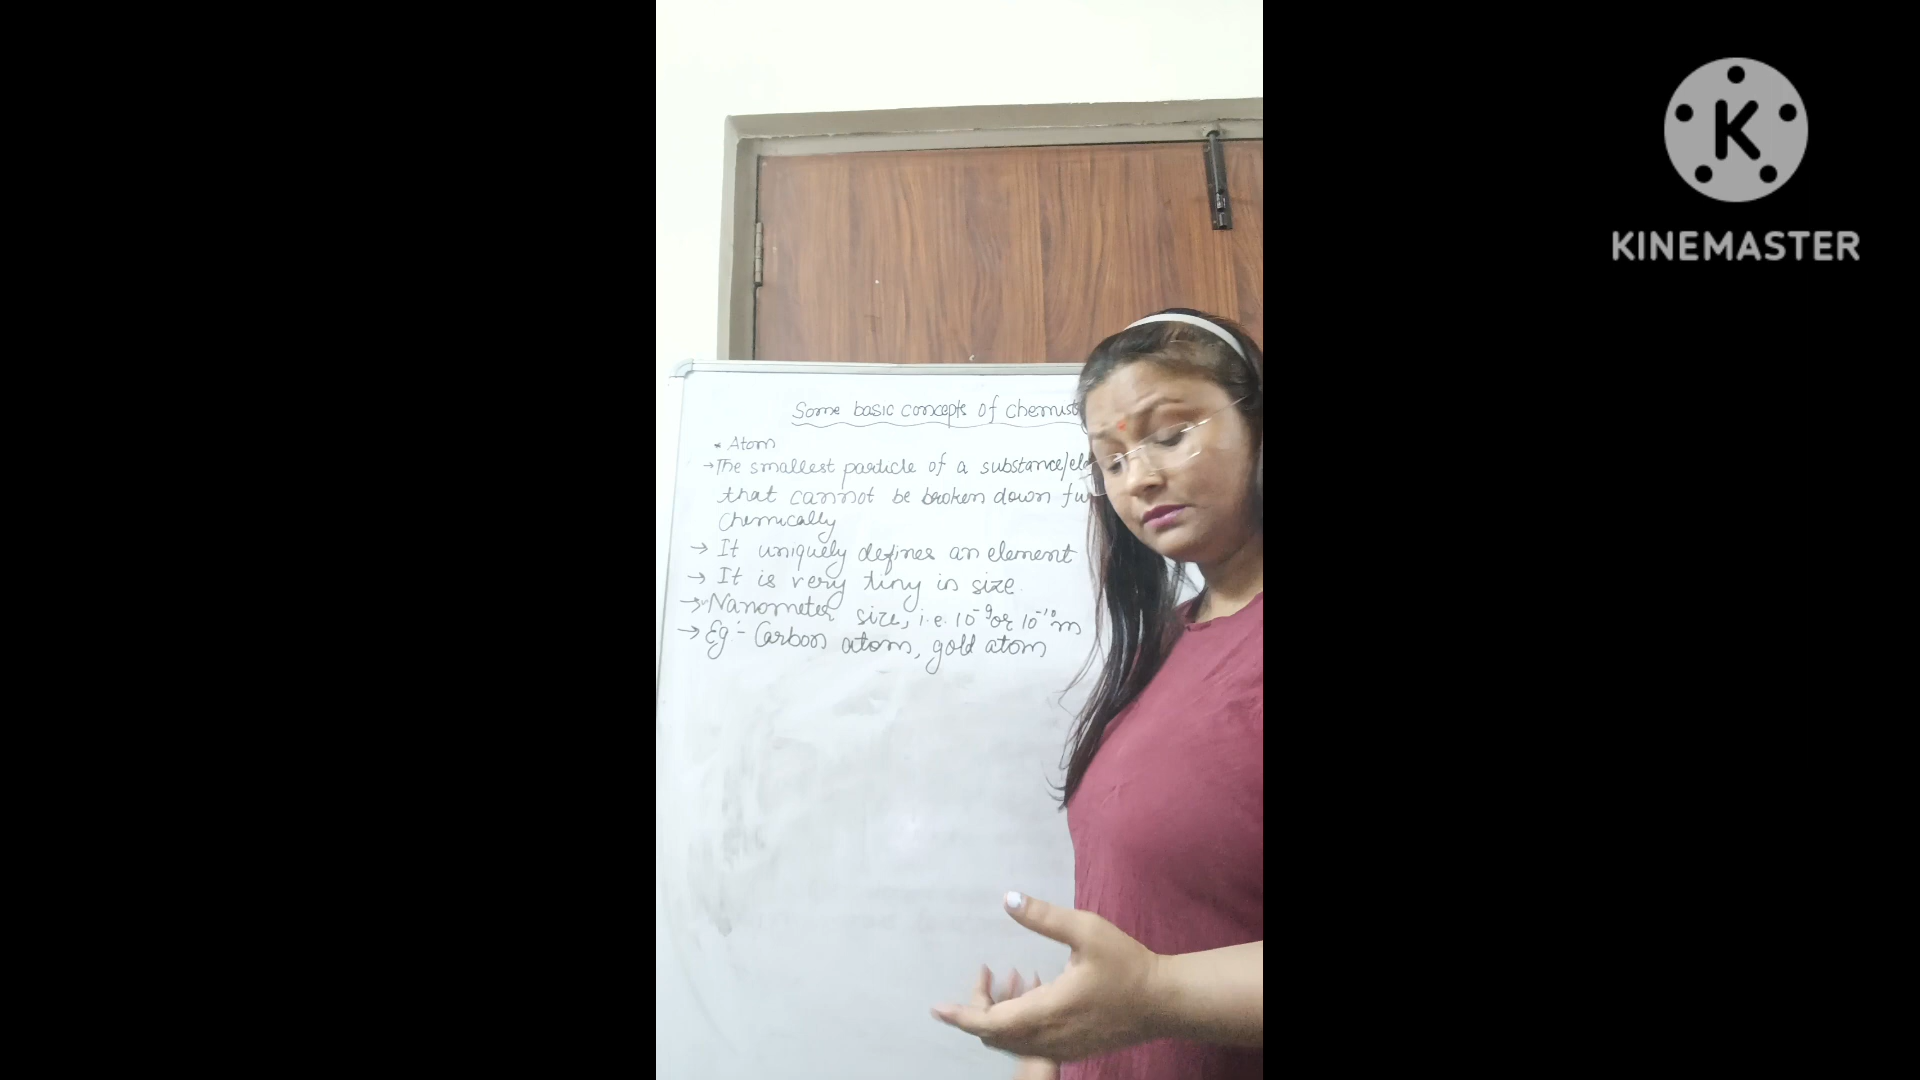 Some basic concepts of chemist
* Atom
→ The smallest particle of a substance/ele
that cannot be broken down fu
chemically
→ It uniquely defines an element
→ It is very tiny in size.
→ Nanometer size, i.e. 10⁻⁹ or 10⁻¹⁰ m
→ Eg:- Carbon atom, gold atom
K
KINEMASTER